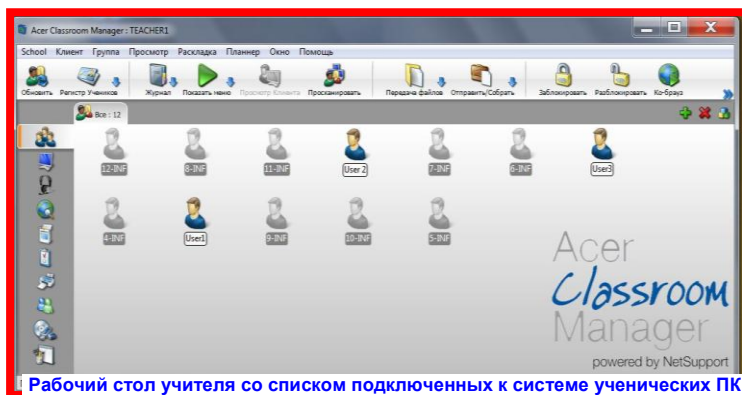 Acer Classroom Manager : TEACHER1
School Клиент Группа Просмотр Раскладка Планнер Окно Помощь
Обновить Регистр Учеников Журнал Показать меню Просмотр Клиента Просканировать Передача файлов Отправить/Собрать Заблокировать Разблокировать Ко-брауз
Все : 12
12-INF 8-INF 11-INF User 2 7-INF 6-INF User3
4-INF User1 9-INF 10-INF 5-INF
Acer
Classroom
Manager
powered by NetSupport
Рабочий стол учителя со списком подключенных к системе ученических ПК